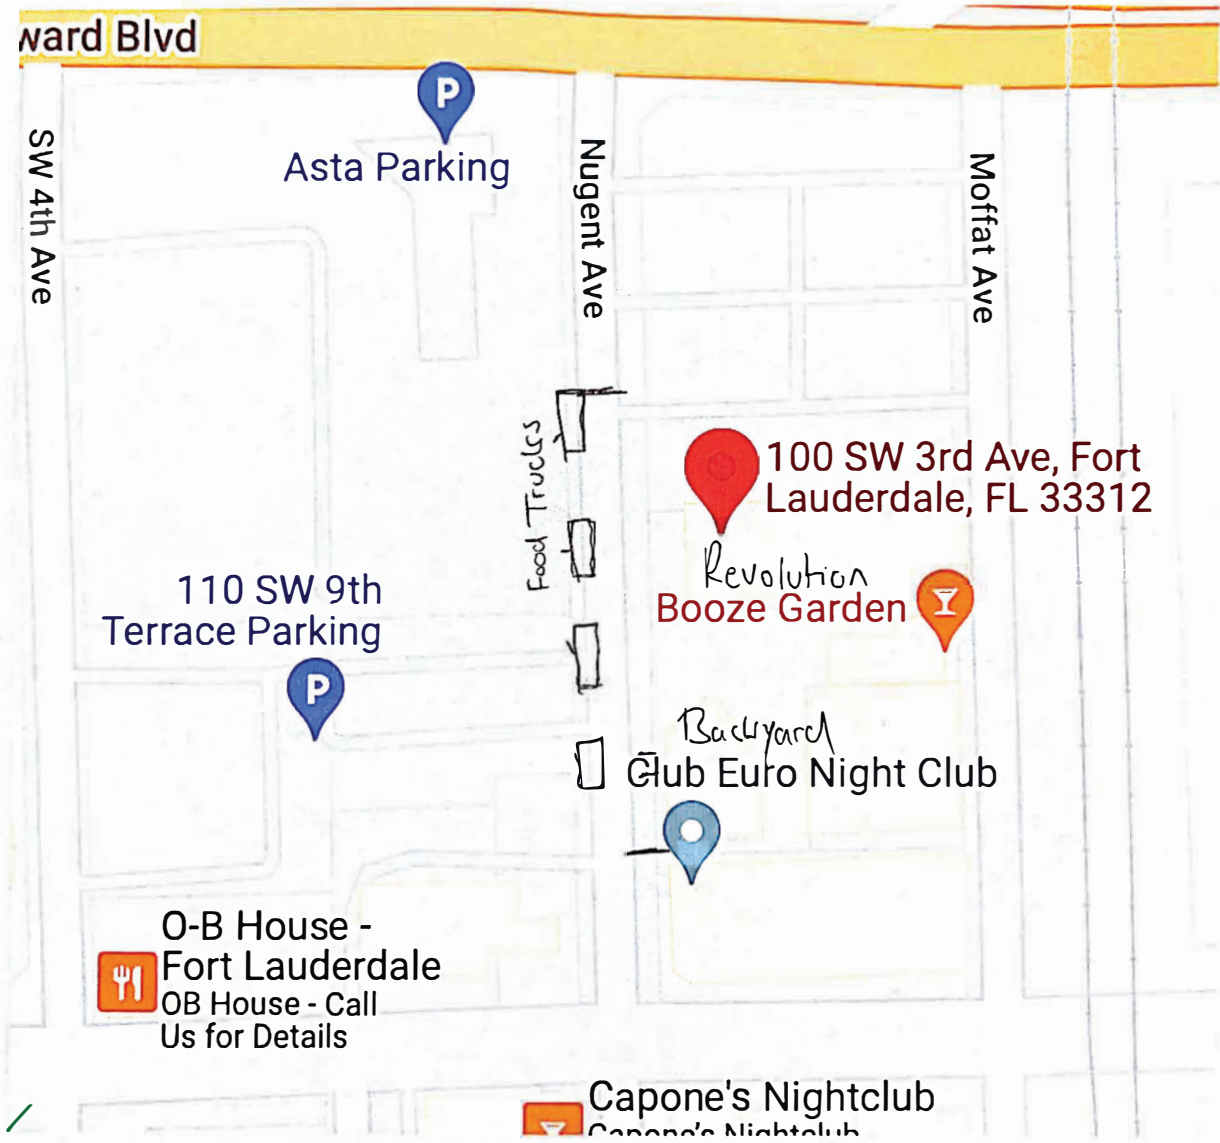 ward Blvd
SW 4th Ave
P
Asta Parking
Nugent Ave
Moffat Ave
Food Trucks
100 SW 3rd Ave, Fort
Lauderdale, FL 33312
Revolution
Booze Garden
110 SW 9th
Terrace Parking
P
Backyard
Club Euro Night Club
O-B House -
Fort Lauderdale
OB House - Call
Us for Details
Capone's Nightclub
Capone's Nightclub